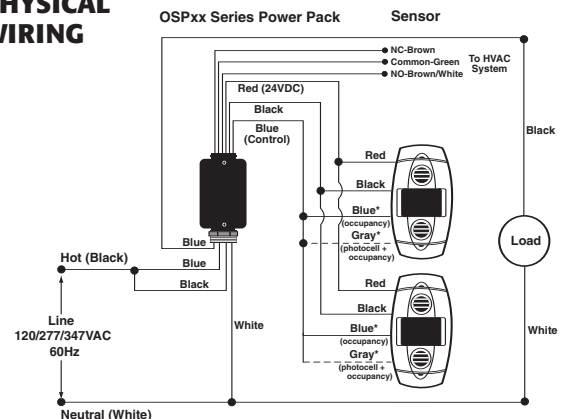 PHYSICAL
WIRING
OSPxx Series Power Pack
Sensor
NC-Brown
Common-Green
NO-Brown/White
To HVAC
System
Red (24VDC)
Black
Blue
(Control)
Black
Red
Black
Blue*
(occupancy)
Gray*
(photocell +
occupancy)
Load
Blue
Hot (Black)
Blue
Black
Red
Black
Blue*
(occupancy)
Gray*
(photocell +
occupancy)
Line
120/277/347VAC
60Hz
White
White
Neutral (White)